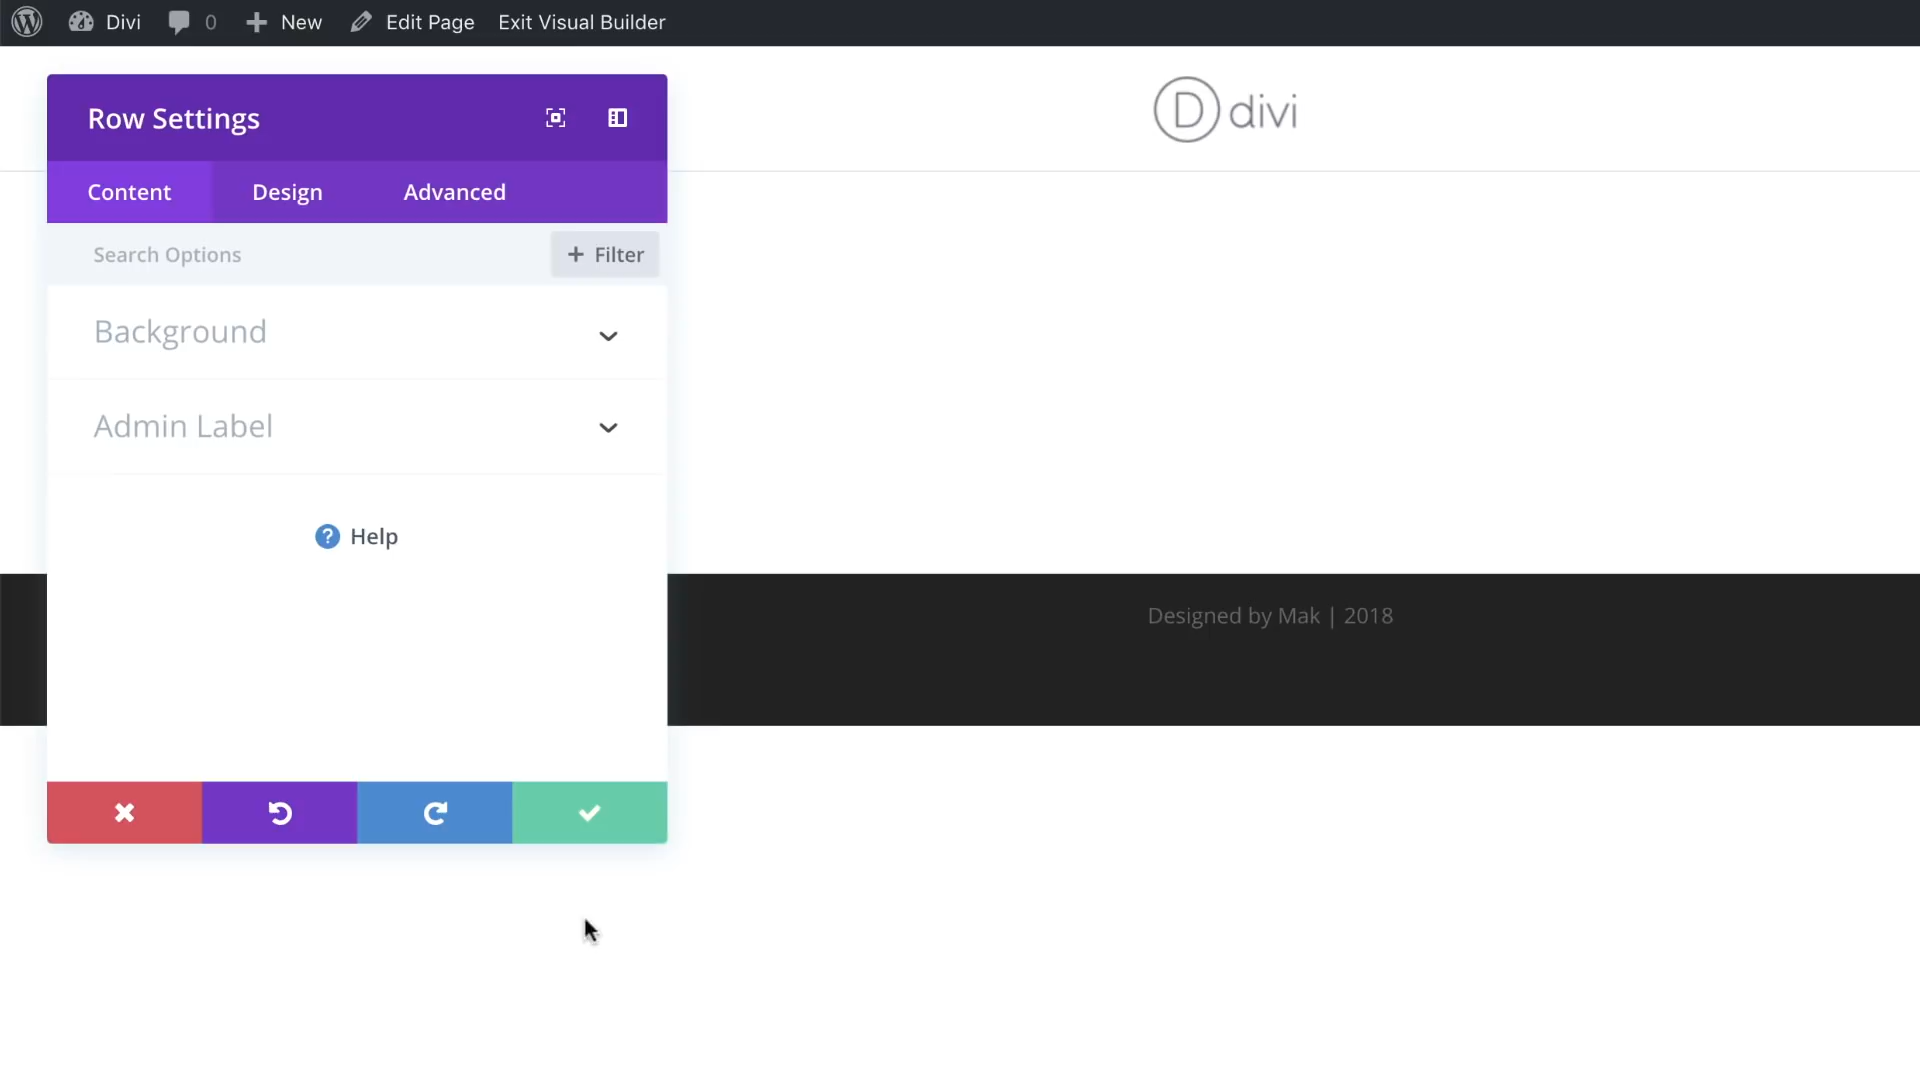 Divi 0 New Edit Page Exit Visual Builder
Row Settings
D divi
Content Design Advanced
Search Options + Filter
Background
Admin Label
? Help
Designed by Mak | 2018